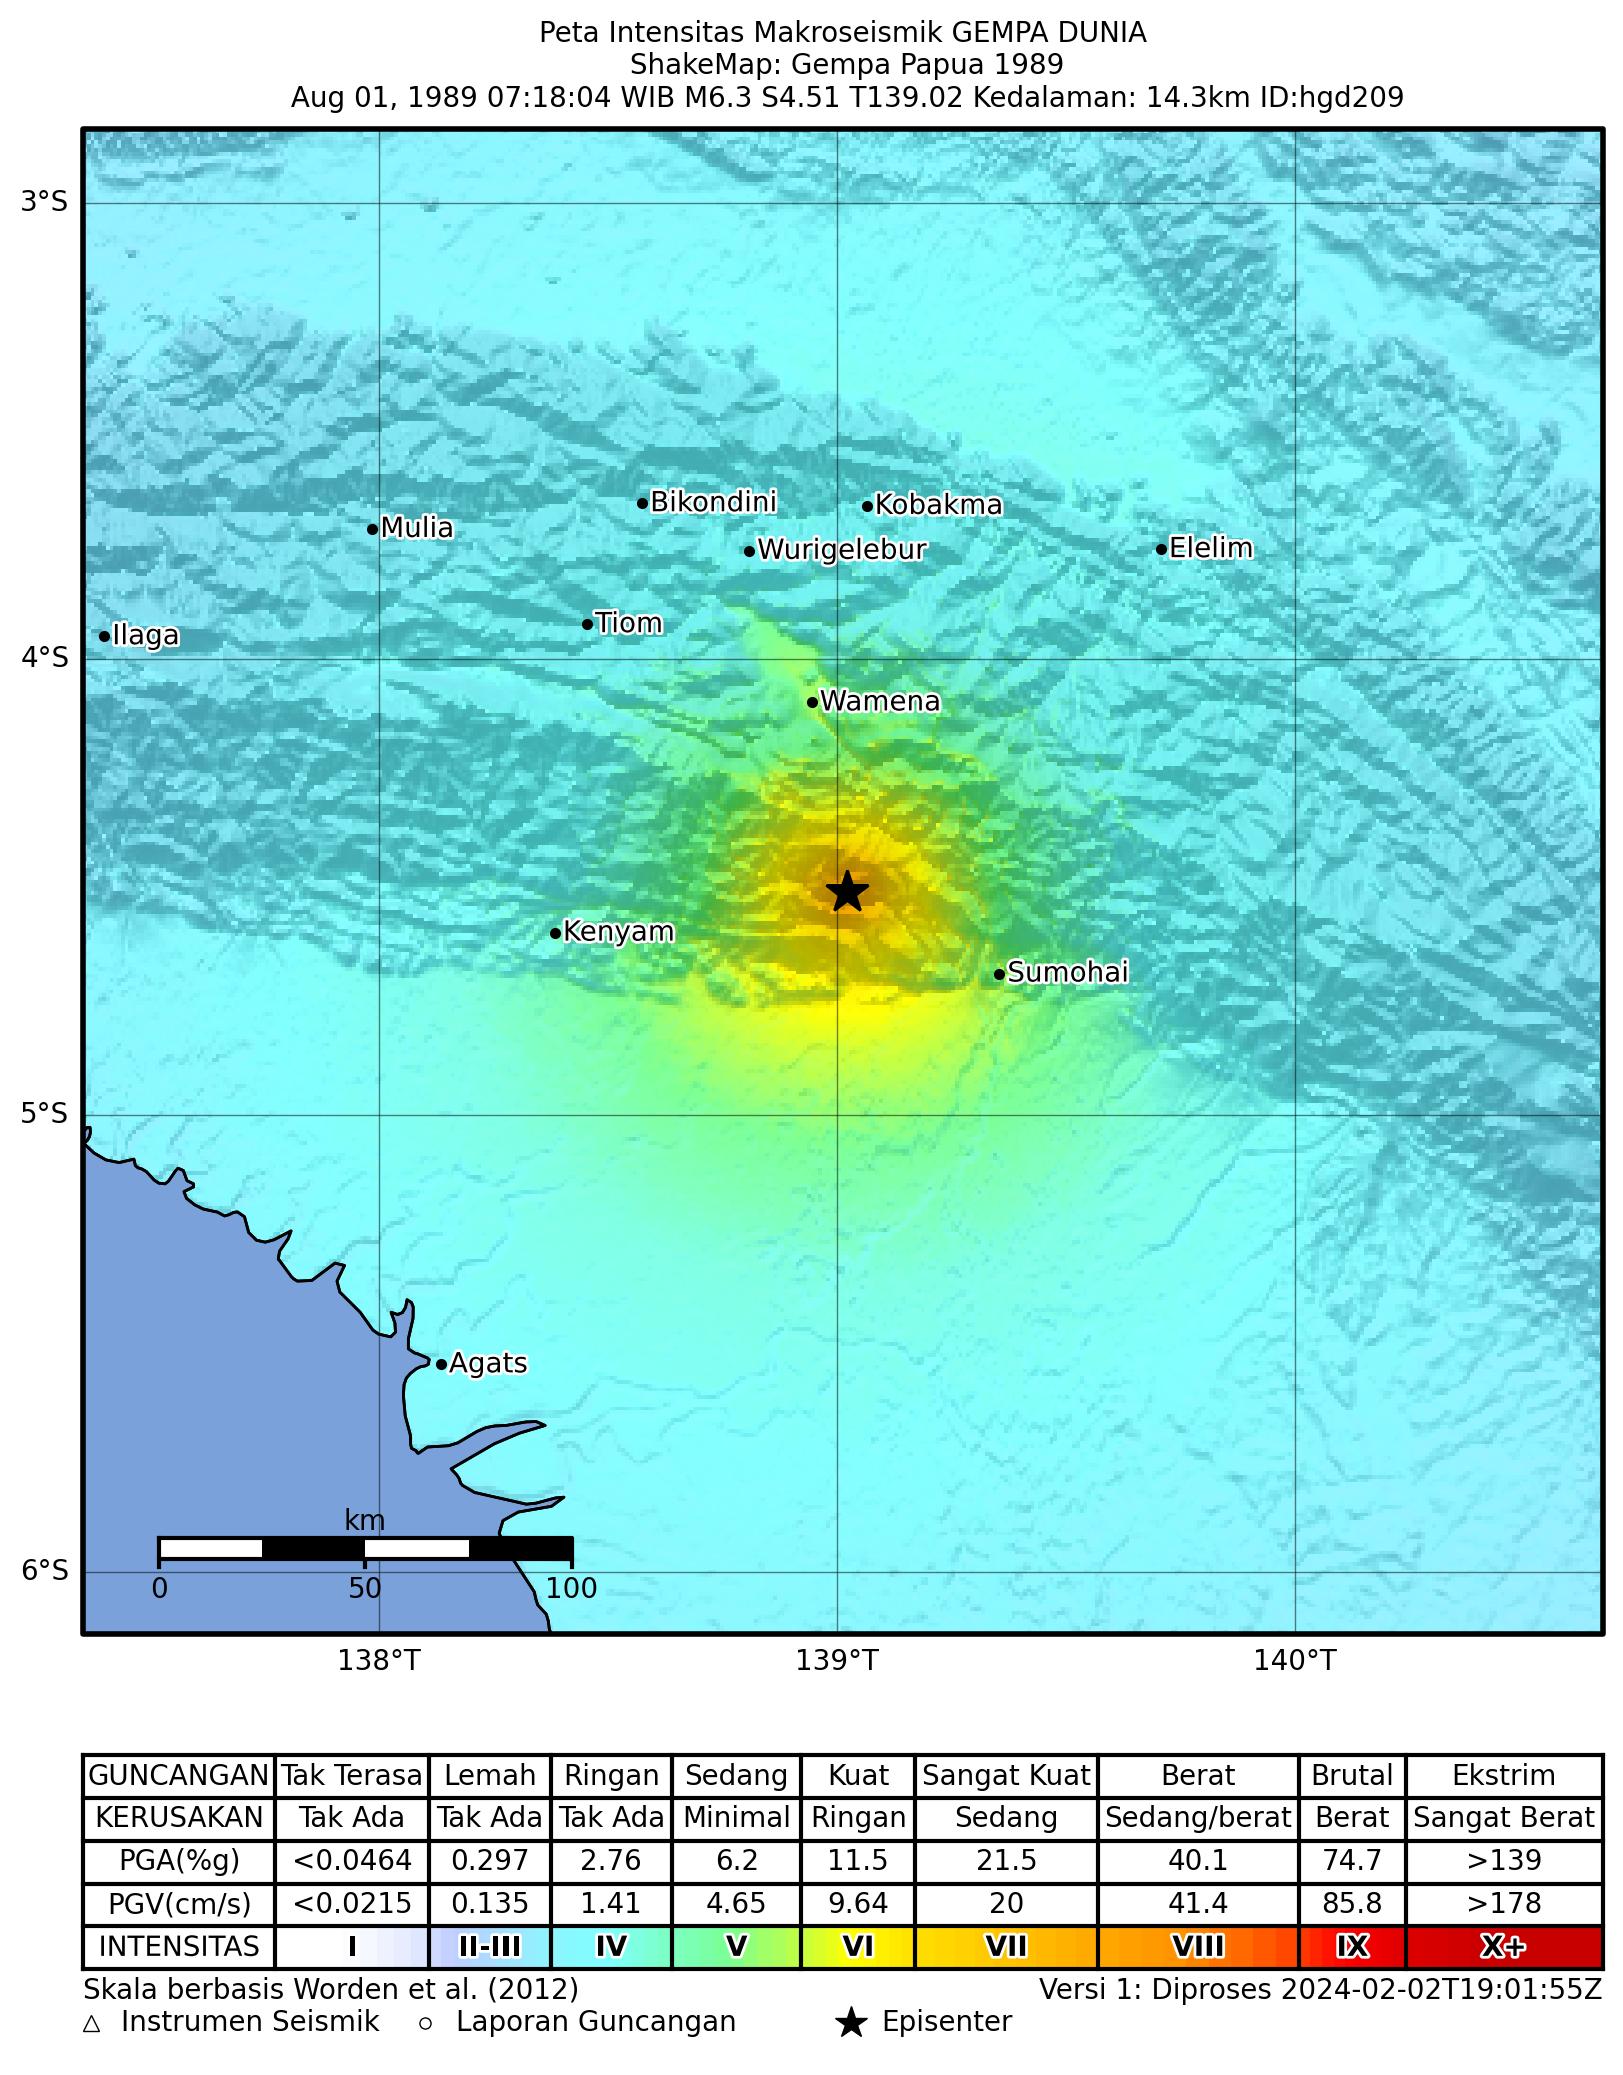 Peta Intensitas Makroseismik GEMPA DUNIA
ShakeMap: Gempa Papua 1989
Aug 01, 1989 07:18:04 WIB M6.3 S4.51 T139.02 Kedalaman: 14.3km ID:hgd209
3°S
Bikondini
Kobakma
Mulia
Wurigelebur
Elelim
Tiom
Ilaga
4°S
Wamena
Kenyam
Sumohai
5°S
Agats
km
6°S
0 50 100
138°T 139°T 140°T
GUNCANGAN Tak Terasa Lemah Ringan Sedang Kuat Sangat Kuat Berat Brutal Ekstrim
KERUSAKAN Tak Ada Tak Ada Tak Ada Minimal Ringan Sedang Sedang/berat Berat Sangat Berat
PGA(%g) <0.0464 0.297 2.76 6.2 11.5 21.5 40.1 74.7 >139
PGV(cm/s) <0.0215 0.135 1.41 4.65 9.64 20 41.4 85.8 >178
INTENSITAS I II-III IV V VI VII VIII IX X+
Skala berbasis Worden et al. (2012) Versi 1: Diproses 2024-02-02T19:01:55Z
Instrumen Seismik Laporan Guncangan Episenter